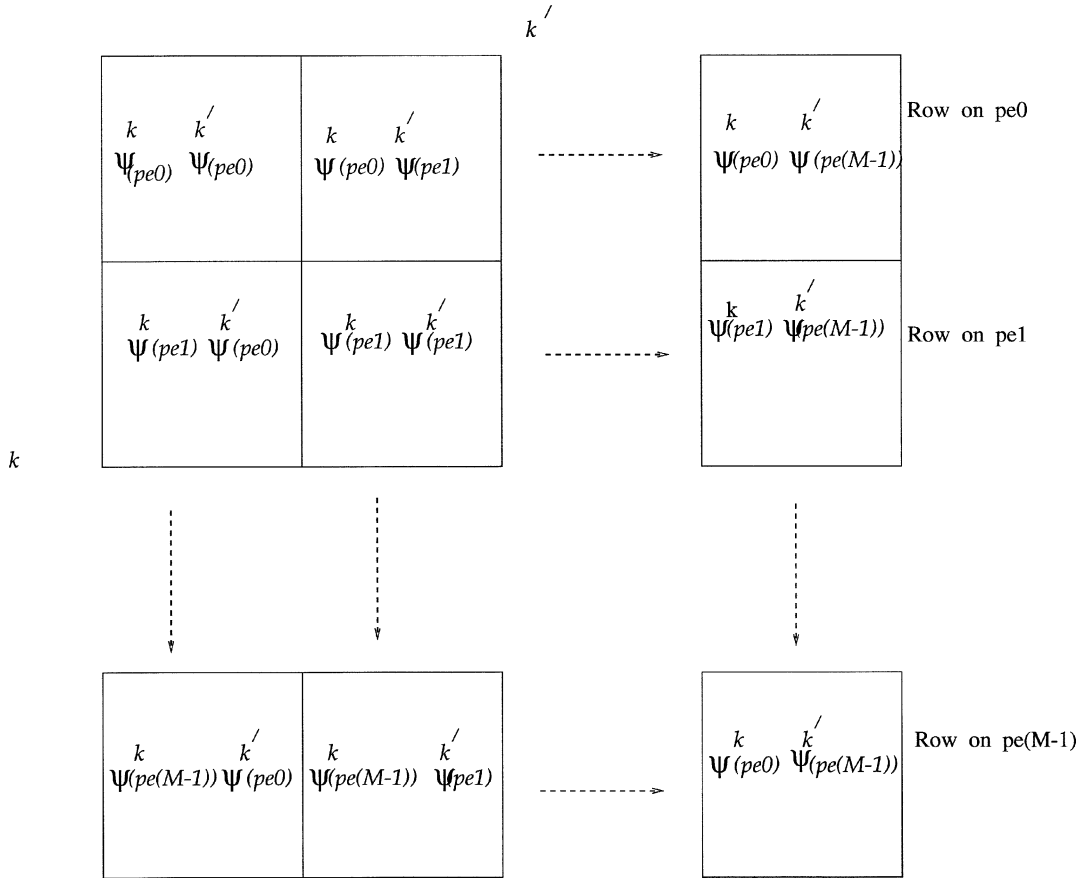 k′
k k′ k k′ k k′ Row on pe0
Ψ(pe0) Ψ(pe0) Ψ(pe0) Ψ(pe1) Ψ(pe0) Ψ(pe(M-1))
k k′ k k′ k k′
Ψ(pe1) Ψ(pe0) Ψ(pe1) Ψ(pe1) Ψ(pe1) Ψ(pe(M-1)) Row on pe1
k
k k′ k k′ k k′ Row on pe(M-1)
Ψ(pe(M-1)) Ψ(pe0) Ψ(pe(M-1)) Ψ(pe1) Ψ(pe0) Ψ(pe(M-1))